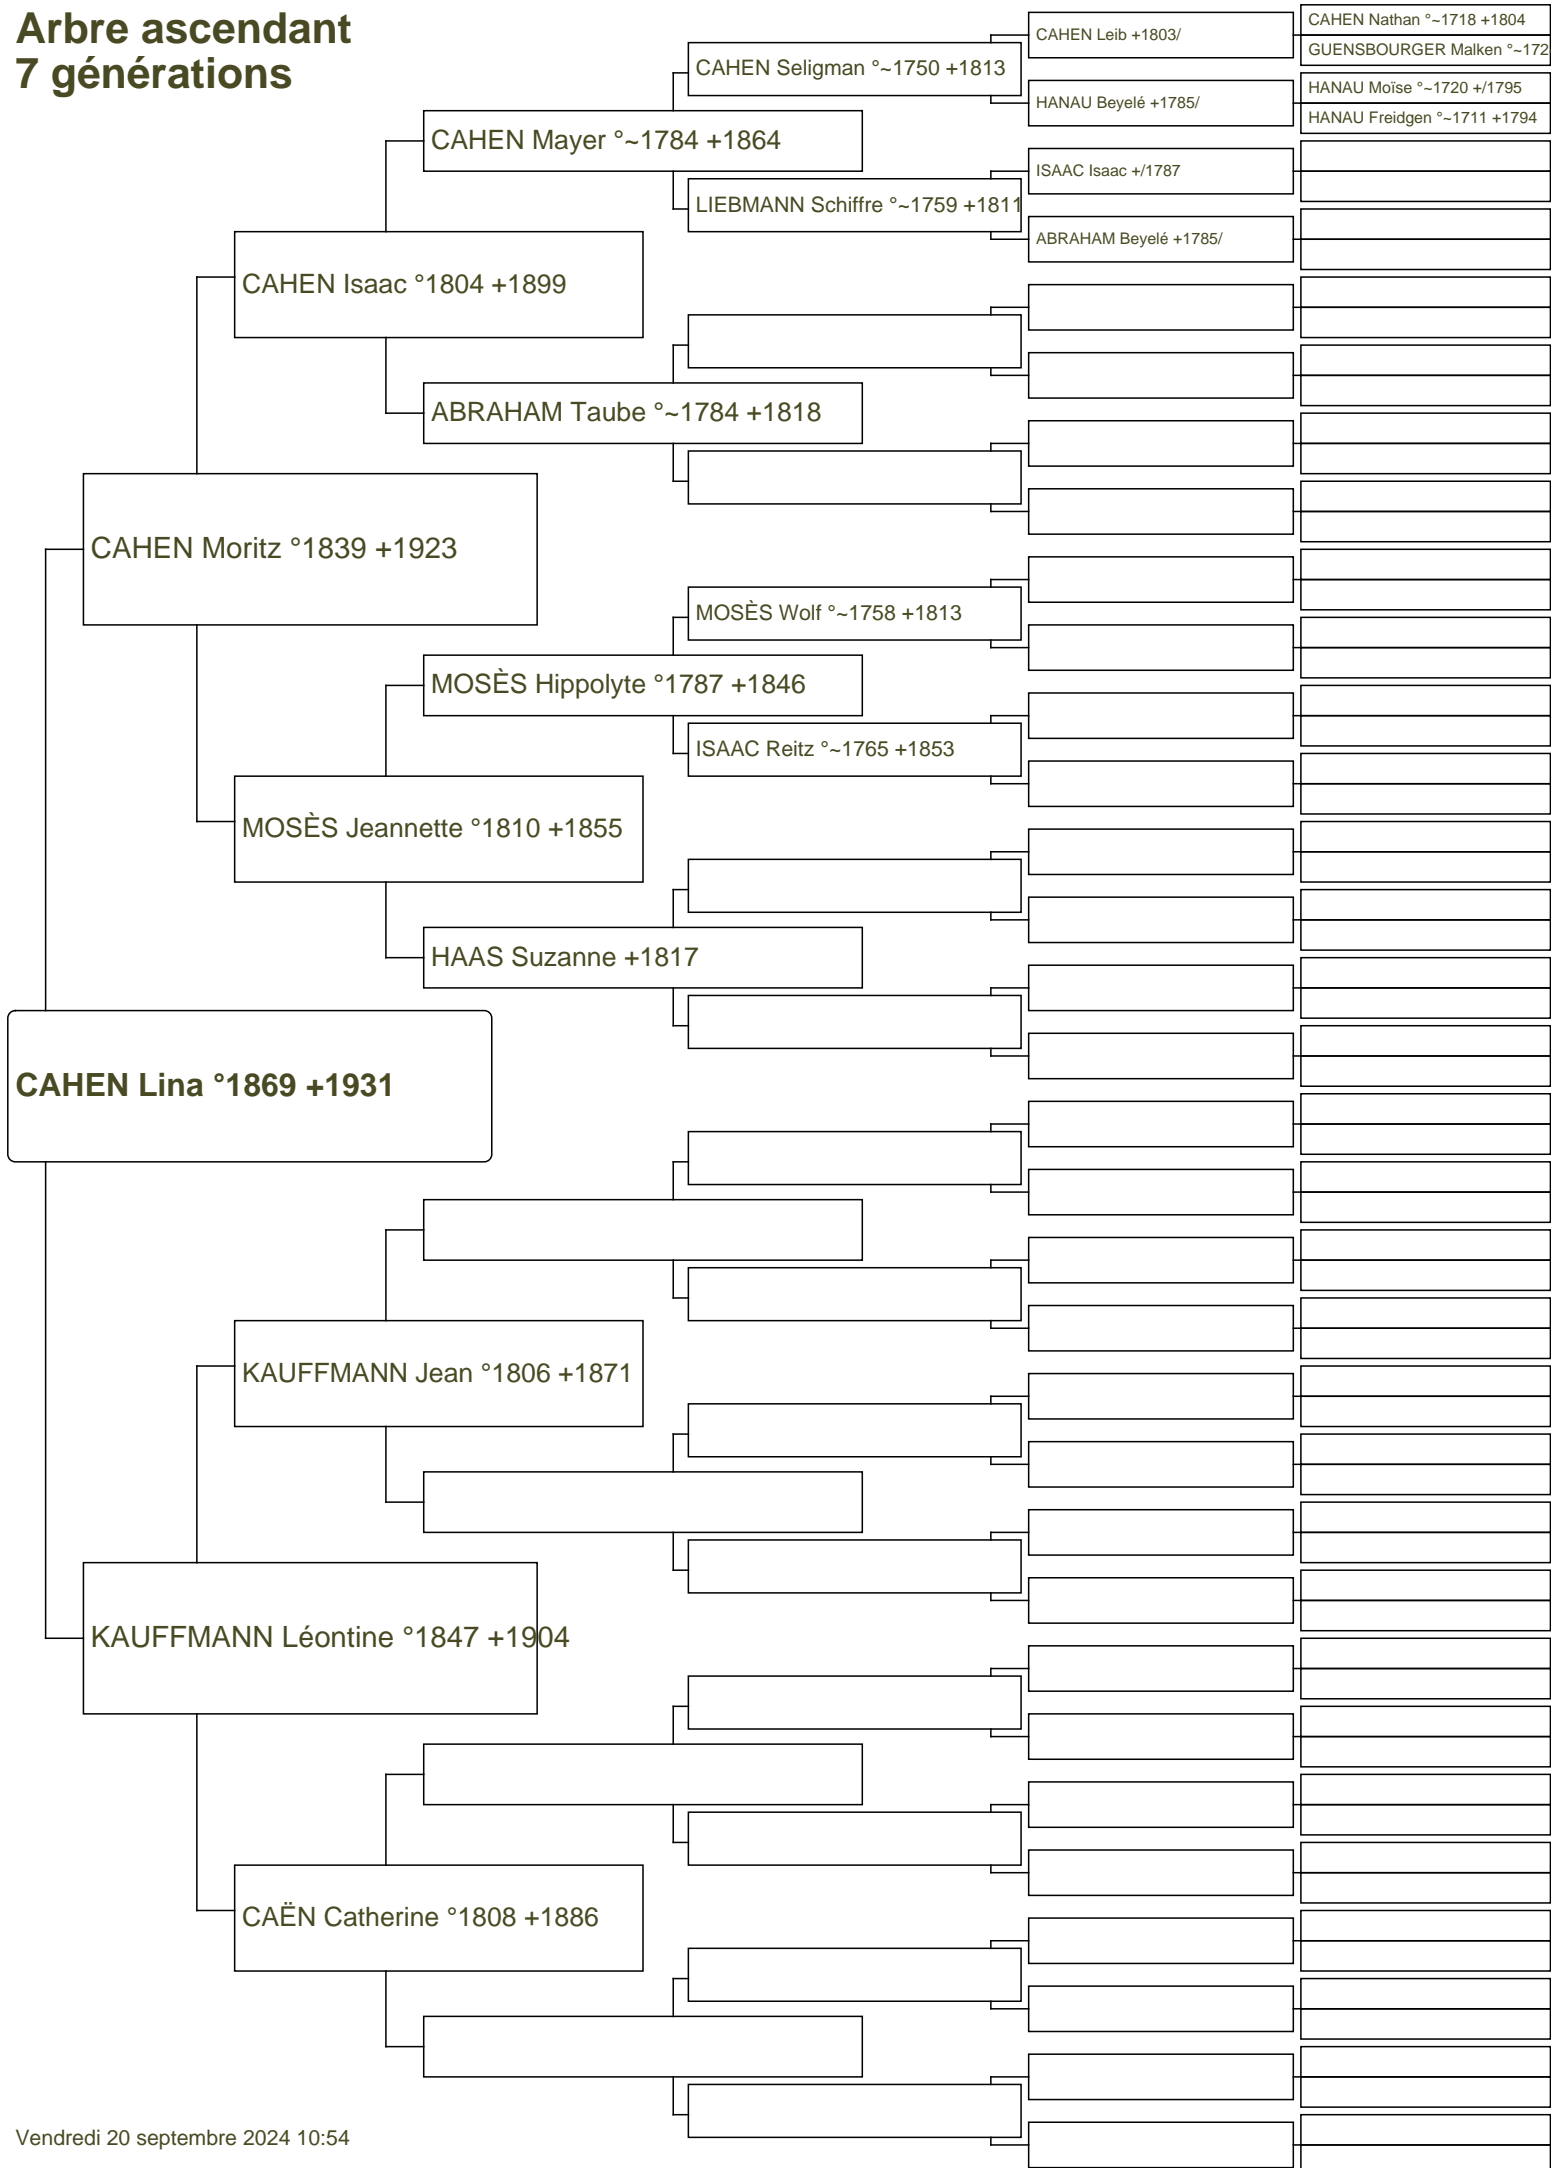 Arbre ascendant
7 générations
CAHEN Lina °1869 +1931
CAHEN Moritz °1839 +1923
KAUFFMANN Léontine °1847 +1904
CAHEN Isaac °1804 +1899
MOSÈS Jeannette °1810 +1855
KAUFFMANN Jean °1806 +1871
CAËN Catherine °1808 +1886
CAHEN Mayer °~1784 +1864
ABRAHAM Taube °~1784 +1818
MOSÈS Hippolyte °1787 +1846
HAAS Suzanne +1817
CAHEN Seligman °~1750 +1813
LIEBMANN Schiffre °~1759 +1811
MOSÈS Wolf °~1758 +1813
ISAAC Reitz °~1765 +1853
CAHEN Leib +1803/
HANAU Beyelé +1785/
ISAAC Isaac +/1787
ABRAHAM Beyelé +1785/
CAHEN Nathan °~1718 +1804
GUENSBOURGER Malken °~172
HANAU Moïse °~1720 +/1795
HANAU Freidgen °~1711 +1794
Vendredi 20 septembre 2024 10:54